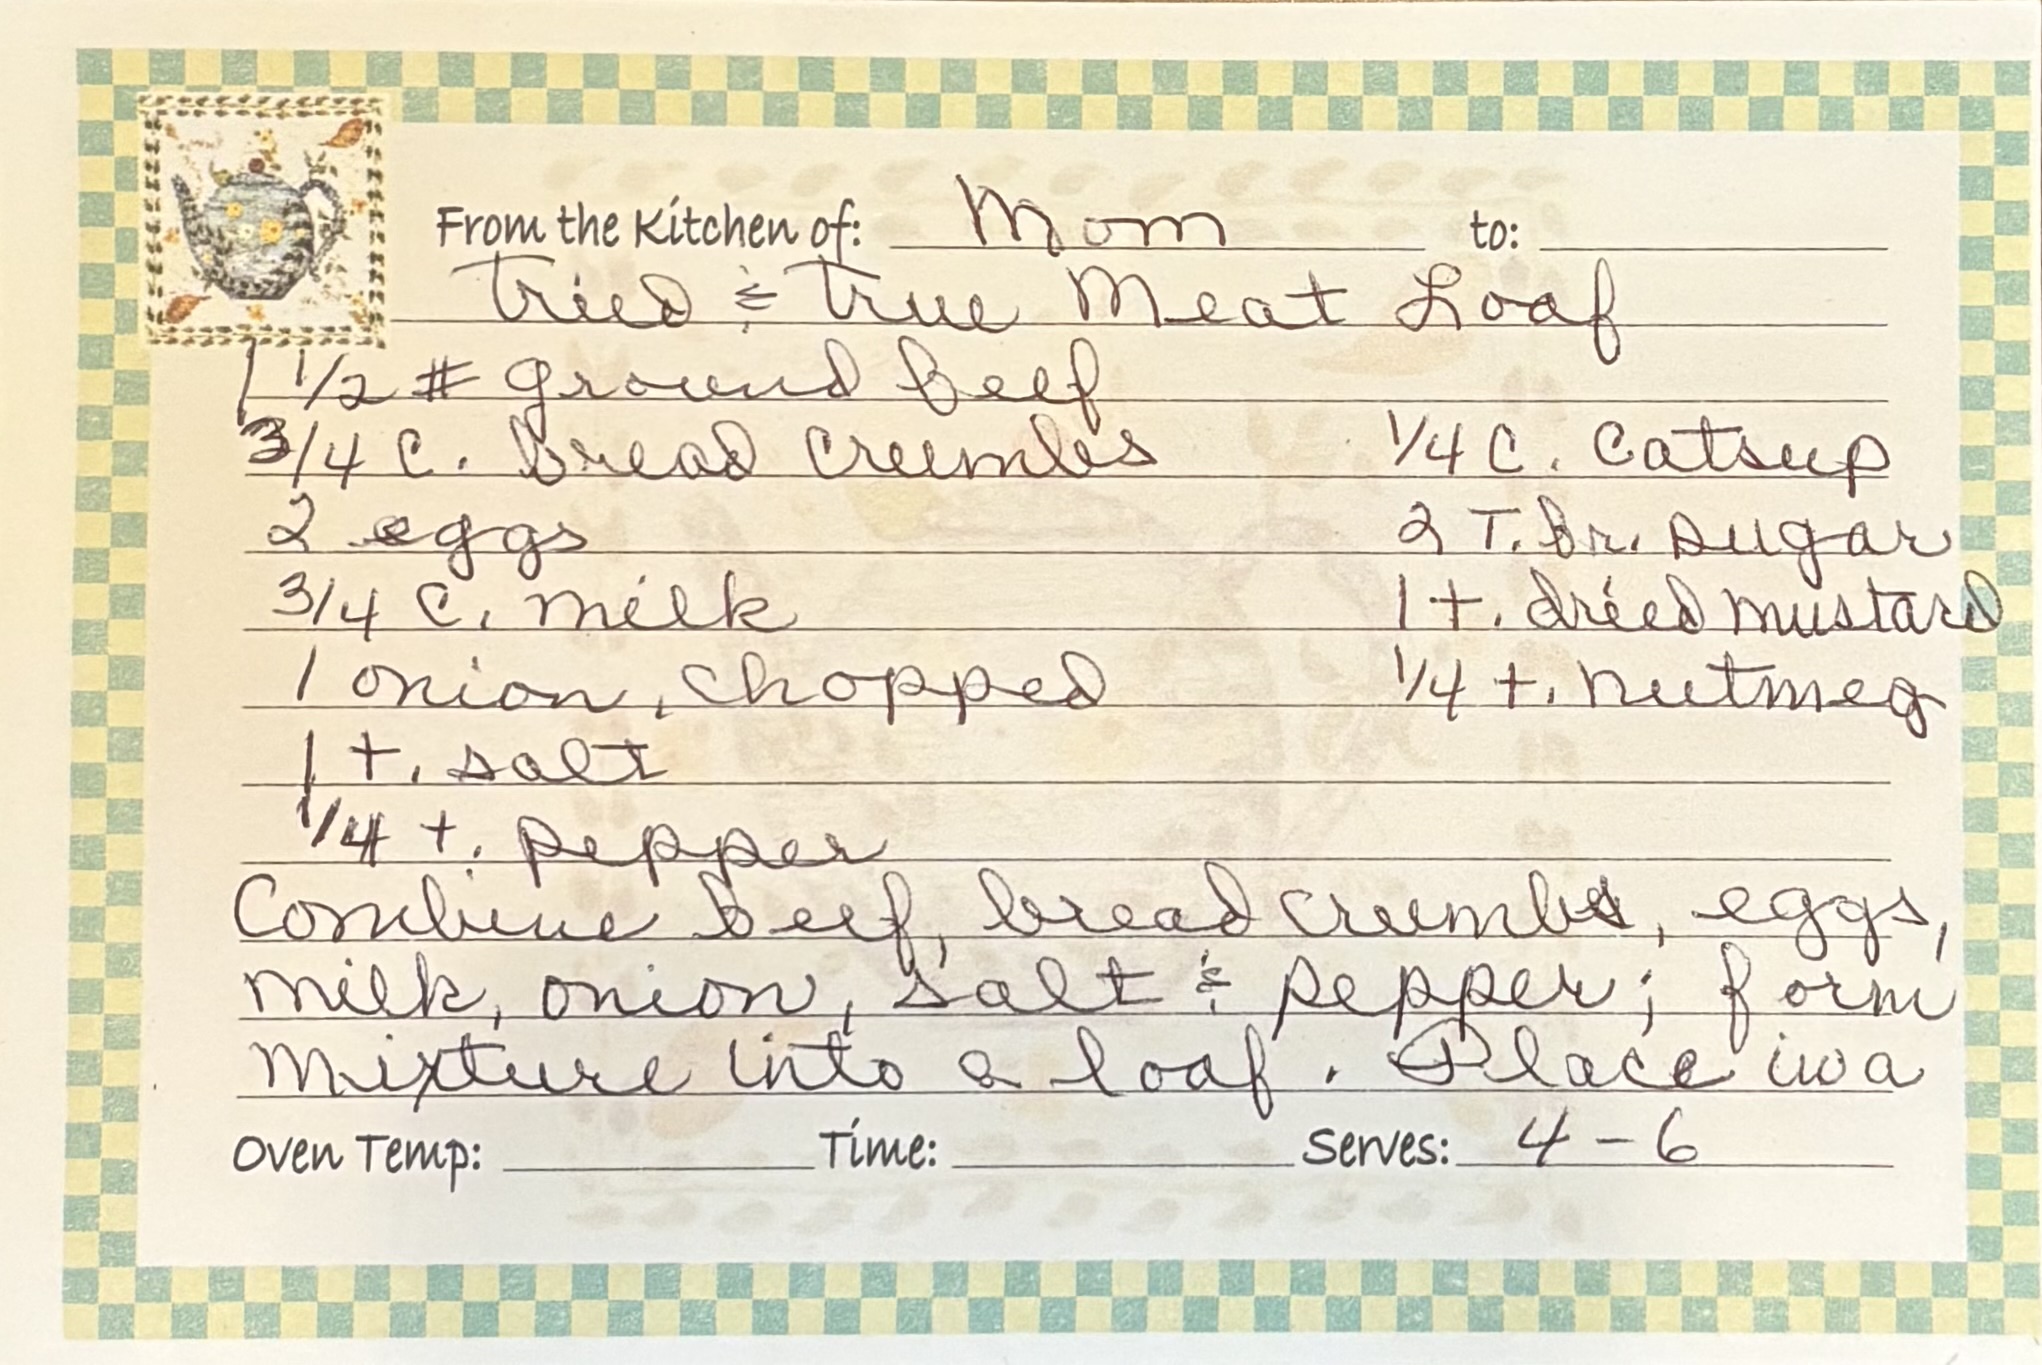 From the Kitchen of: Mom to:
Tried & True Meat Loaf
1 1/2 # ground beef
3/4 C. bread crumbs 1/4 C. Catsup
2 eggs 2 T. br. sugar
3/4 C. milk 1 t. dried mustard
1 onion, chopped 1/4 t. nutmeg
1 t. salt
1/4 t. pepper
Combine beef, bread crumbs, eggs,
milk, onion, salt & pepper; form
mixture into a loaf. Place in a
Oven Temp: Time: Serves: 4-6